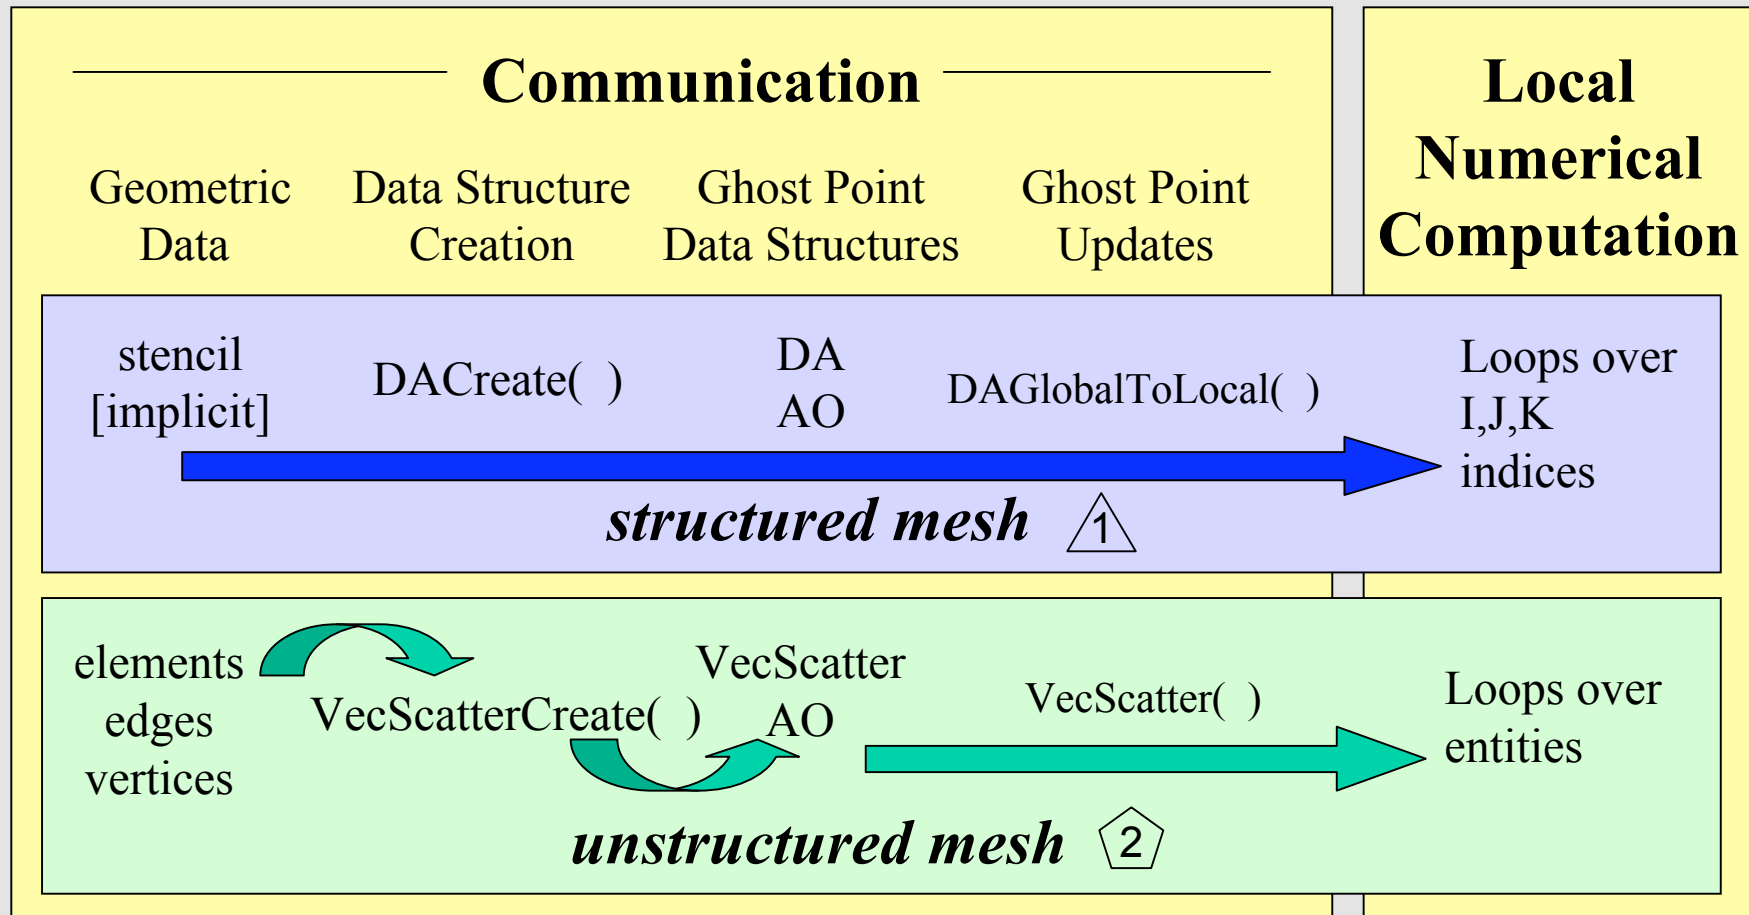 Communication
Local
Numerical
Computation
Geometric
Data
Data Structure
Creation
Ghost Point
Data Structures
Ghost Point
Updates
stencil
[implicit]
DACreate( )
DA
AO
DAGlobalToLocal( )
Loops over
I,J,K
indices
structured mesh 1
elements
edges
vertices
VecScatterCreate( )
VecScatter
AO
VecScatter( )
Loops over
entities
unstructured mesh 2